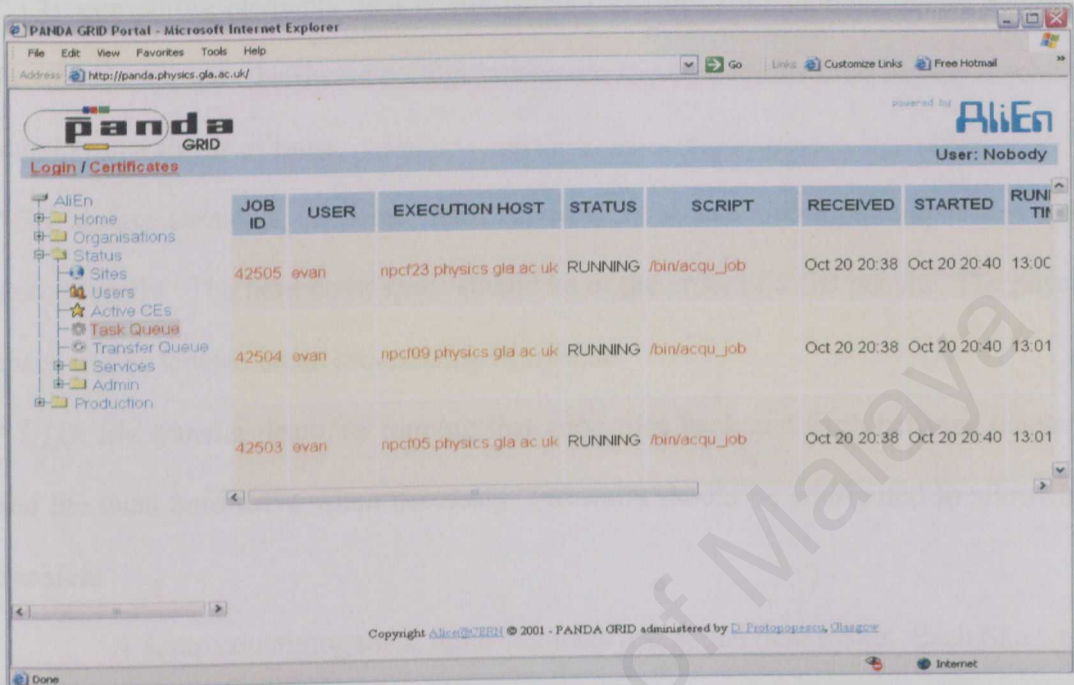 PANDA GRID Portal - Microsoft Internet Explorer
File Edit View Favorites Tools Help
Address http://panda.physics.gla.ac.uk/ Go Links Customize Links Free Hotmail
panda GRID
powered by AliEn
Login / Certificates User: Nobody
AliEn
Home
Organisations
Status
Sites
Users
Active CEs
Task Queue
Transfer Queue
Services
Admin
Production
JOB ID USER EXECUTION HOST STATUS SCRIPT RECEIVED STARTED
42505 evan npcf23 physics gla ac uk RUNNING /bin/acqu_job Oct 20 20:38 Oct 20 20:40 13:00
42504 evan npcf09 physics gla ac uk RUNNING /bin/acqu_job Oct 20 20:38 Oct 20 20:40 13:01
42503 evan npcf05 physics gla ac uk RUNNING /bin/acqu_job Oct 20 20:38 Oct 20 20:40 13:01
Copyright Alice@CERN © 2001 - PANDA GRID administered by D. Protopopescu, Glasgow
Done Internet
of Malaya